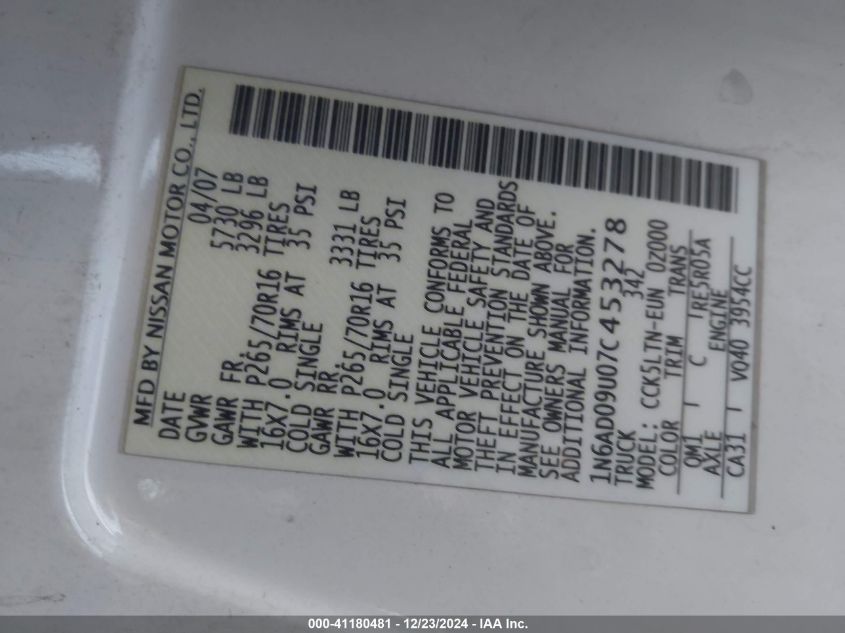 MFD BY NISSAN MOTOR CO., LTD.
DATE 04/07
GVWR 5730 LB
GAWR FR. 3296 LB
WITH P265/70R16 TIRES
16X7.0 RIMS AT 35 PSI
COLD SINGLE
GAWR RR 3331 LB
WITH P265/70R16 TIRES
16X7.0 RIMS AT 35 PSI
COLD SINGLE
THIS VEHICLE CONFORMS TO
ALL APPLICABLE FEDERAL
MOTOR VEHICLE SAFETY AND
THEFT PREVENTION STANDARDS
IN EFFECT ON THE DATE OF
MANUFACTURE SHOWN ABOVE.
SEE OWNERS MANUAL FOR
ADDITIONAL INFORMATION.
1N6AD09U07C453278
TRUCK 342
MODEL: CCK5LTN-EUN 0Z000
COLOR TRIM TRANS
QM1 C RE5R05A
AXLE ENGINE
CA31 VQ40 3954CC
000-41180481 - 12/23/2024 - IAA Inc.